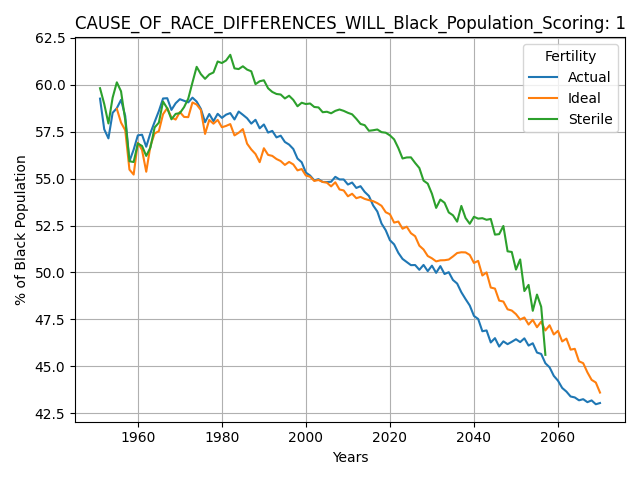 CAUSE_OF_RACE_DIFFERENCES_WILL_Black_Population_Scoring: 1
Fertility
Actual
Ideal
Sterile
% of Black Population
62.5
60.0
57.5
55.0
52.5
50.0
47.5
45.0
42.5
1960
1980
2000
2020
2040
2060
Years